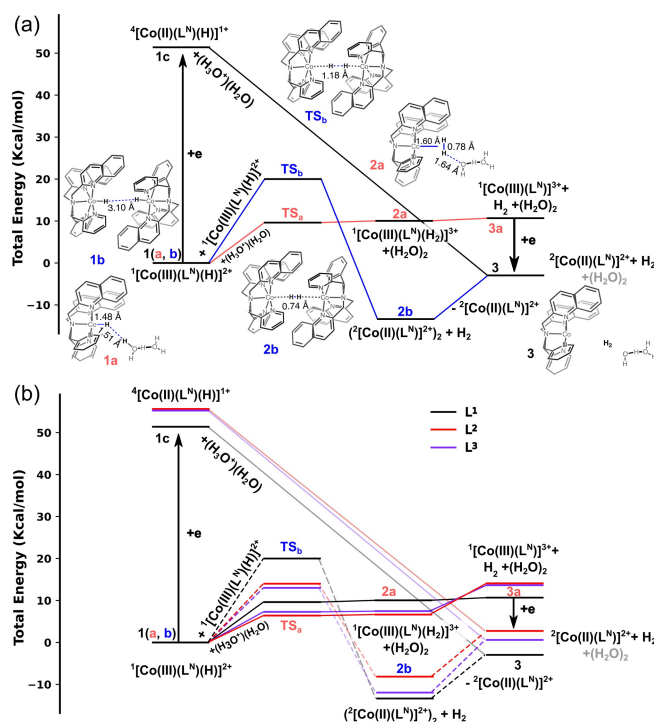 (a)
⁴[Co(II)(Lᴺ)(H)]¹⁺
1c
+(H₃O⁺)(H₂O)
1.18 Å
TS_b
1.60 Å
0.78 Å
1.64 Å
2a
+e
3.10 Å
1b
+ ¹[Co(III)(Lᴺ)(H)]²⁺
TS_b
TS_a
2a
¹[Co(III)(Lᴺ)]³⁺+
H₂ +(H₂O)₂
3a
1(a, b)
+(H₃O⁺)(H₂O)
¹[Co(III)(Lᴺ)(H₂)]³⁺
+(H₂O)₂
+e
¹[Co(III)(Lᴺ)(H)]²⁺
3
²[Co(II)(Lᴺ)]²⁺+ H₂
+(H₂O)₂
1.48 Å
1.51 Å
1a
0.74 Å
2b
2b
- ²[Co(II)(Lᴺ)]²⁺
(²[Co(II)(Lᴺ)]²⁺)₂ + H₂
3
H₂
Total Energy (Kcal/mol)
50
40
30
20
10
0
−10
(b)
⁴[Co(II)(Lᴺ)(H)]¹⁺
1c
+(H₃O⁺)(H₂O)
L¹
L²
L³
+e
+ ¹[Co(III)(Lᴺ)(H)]²⁺
TS_b
TS_a
2a
¹[Co(III)(Lᴺ)]³⁺+
H₂ +(H₂O)₂
3a
1(a, b)
+(H₃O⁺)(H₂O)
¹[Co(III)(Lᴺ)(H₂)]³⁺
+(H₂O)₂
+e
¹[Co(III)(Lᴺ)(H)]²⁺
2b
3
²[Co(II)(Lᴺ)]²⁺+ H₂
+(H₂O)₂
- ²[Co(II)(Lᴺ)]²⁺
(²[Co(II)(Lᴺ)]²⁺)₂ + H₂
Total Energy (Kcal/mol)
50
40
30
20
10
0
−10